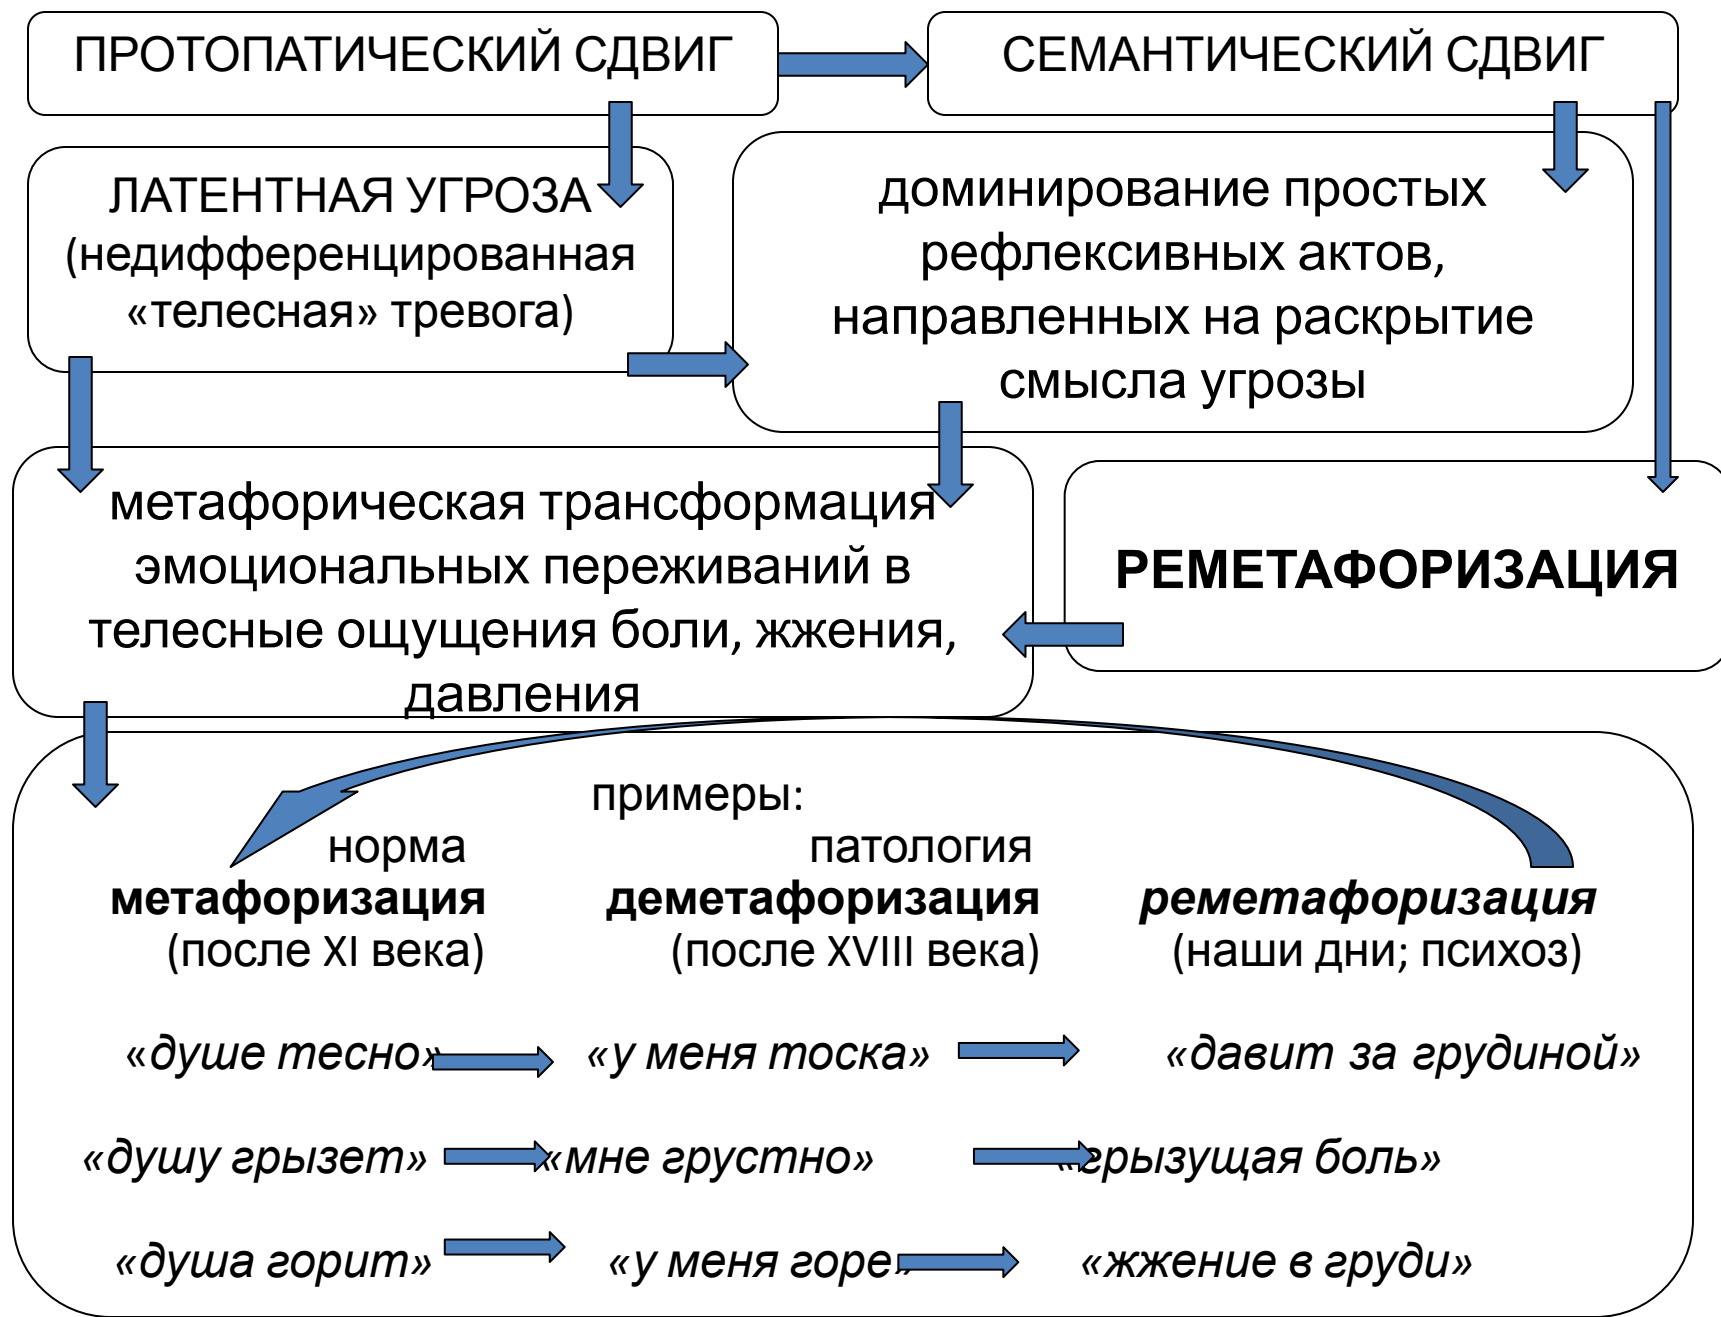 ПРОТОПАТИЧЕСКИЙ СДВИГ
СЕМАНТИЧЕСКИЙ СДВИГ
ЛАТЕНТНАЯ УГРОЗА
(недифференцированная
«телесная» тревога)
доминирование простых
рефлексивных актов,
направленных на раскрытие
смысла угрозы
метафорическая трансформация
эмоциональных переживаний в
телесные ощущения боли, жжения,
давления
РЕМЕТАФОРИЗАЦИЯ
примеры:
норма патология
метафоризация деметафоризация реметафоризация
(после XI века) (после XVIII века) (наши дни; психоз)
«душе тесно» «у меня тоска» «давит за грудиной»
«душу грызет» «мне грустно» «грызущая боль»
«душа горит» «у меня горе» «жжение в груди»